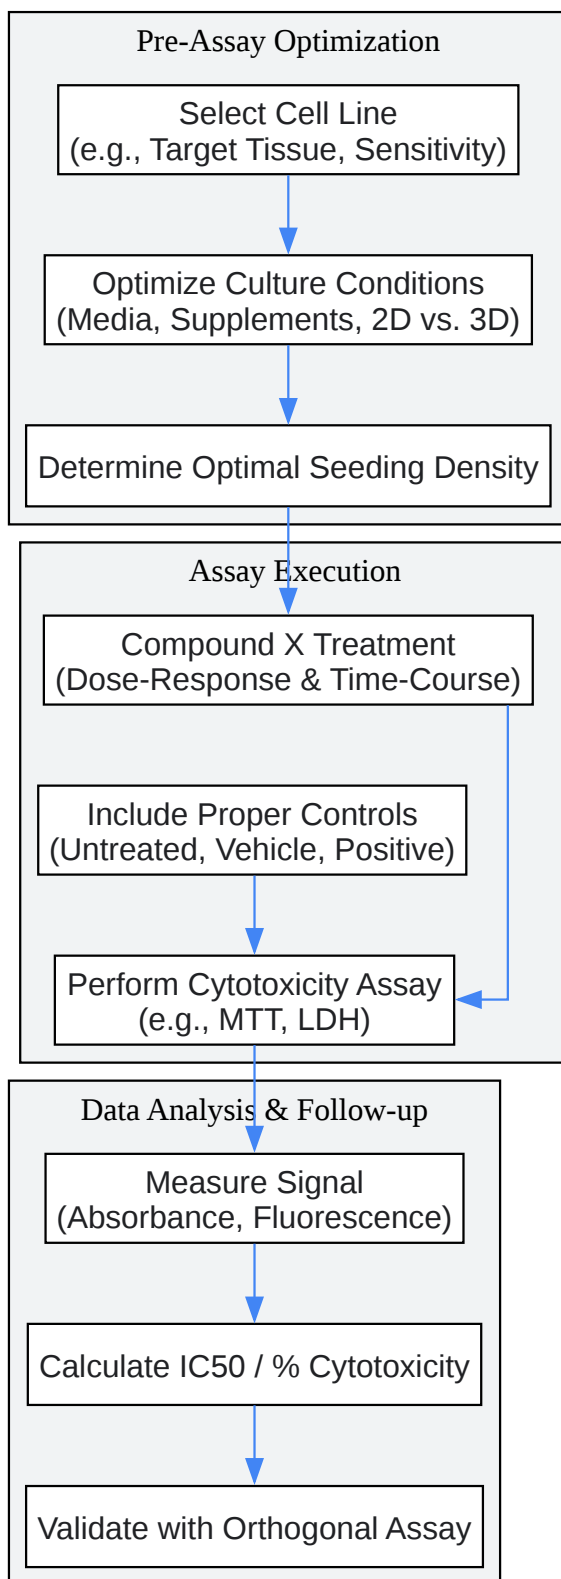 Pre-Assay Optimization
Select Cell Line
(e.g., Target Tissue, Sensitivity)
Optimize Culture Conditions
(Media, Supplements, 2D vs. 3D)
Determine Optimal Seeding Density
Assay Execution
Compound X Treatment
(Dose-Response & Time-Course)
Include Proper Controls
(Untreated, Vehicle, Positive)
Perform Cytotoxicity Assay
(e.g., MTT, LDH)
Data Analysis & Follow-up
Measure Signal
(Absorbance, Fluorescence)
Calculate IC50 / % Cytotoxicity
Validate with Orthogonal Assay